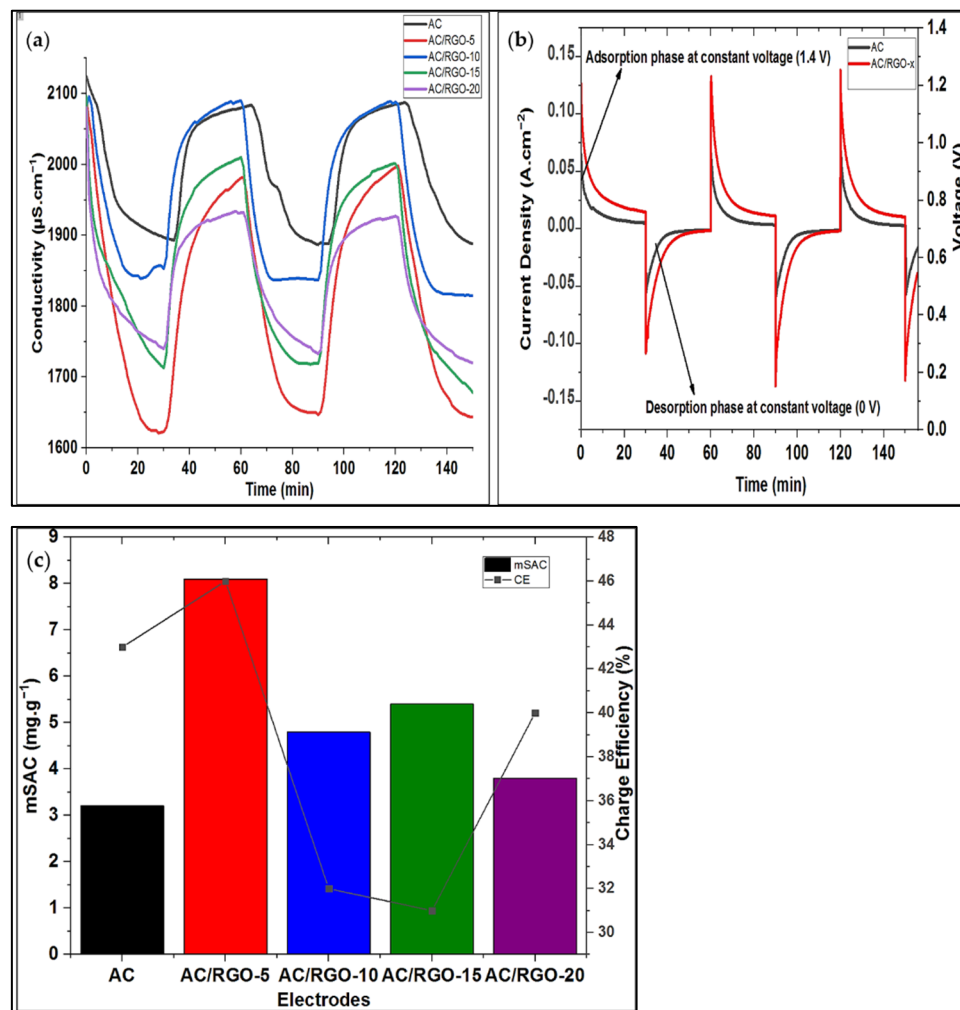 (a)
AC
AC/RGO-5
AC/RGO-10
AC/RGO-15
AC/RGO-20
Conductivity (µS.cm⁻¹)
2100
2000
1900
1800
1700
1600
0 20 40 60 80 100 120 140
Time (min)
(b)
AC
AC/RGO-x
Adsorption phase at constant voltage (1.4 V)
Desorption phase at constant voltage (0 V)
Current Density (A.cm⁻²)
0.15
0.10
0.05
0.00
-0.05
-0.10
-0.15
0 20 40 60 80 100 120 140
Time (min)
1.4
1.2
1.0
0.8
0.6
0.4
0.2
0.0
Voltage (V)
(c)
mSAC
CE
mSAC (mg.g⁻¹)
9
8
7
6
5
4
3
2
1
0
48
46
44
42
40
38
36
34
32
30
Charge Efficiency (%)
AC AC/RGO-5 AC/RGO-10 AC/RGO-15 AC/RGO-20
Electrodes